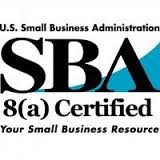 U.S. Small Business Administration
SBA
8(a) Certified
Your Small Business Resource